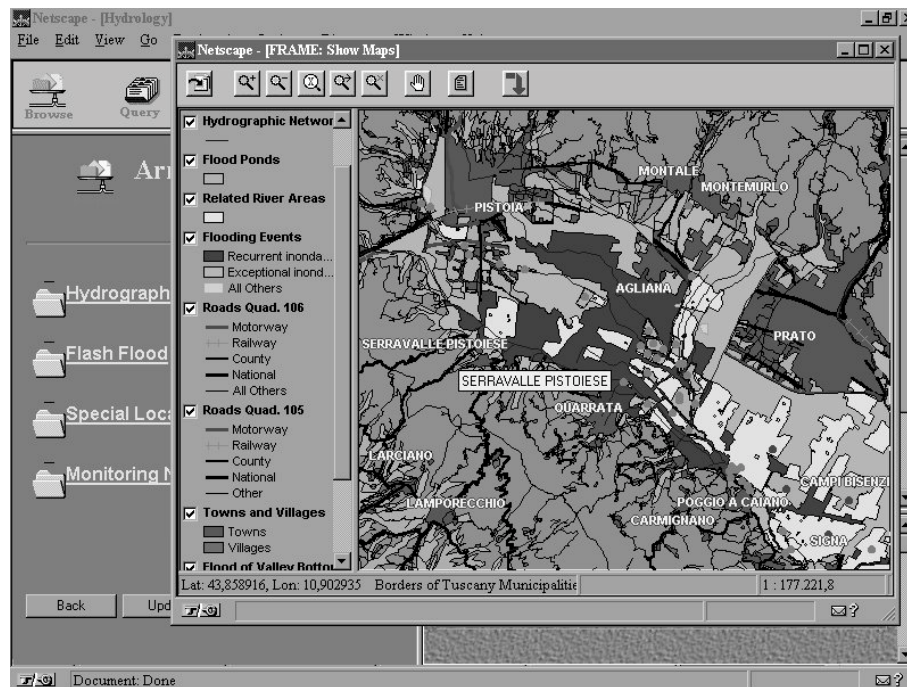 Netscape - [Hydrology]
File Edit View Go
Netscape - [FRAME: Show Maps]
Browse
Query
Hydrograph
Flash Flood
Special Loca
Monitoring N
Back
Upd
Hydrographic Networ
Flood Ponds
Related River Areas
Flooding Events
Recurrent inonda...
Exceptional inond...
All Others
Roads Quad. 106
Motorway
Railway
County
National
All Others
Roads Quad. 105
Motorway
Railway
County
National
Other
Towns and Villages
Towns
Villages
Flood of Valley Botto
MONTALE
MONTEMURLO
PISTOIA
AGLIANA
PRATO
SERRAVALLE PISTOIESE
SERRAVALLE PISTOIESE
QUARRATA
LARCIANO
LAMPORECCHIO
CAMPI BISENZI
POGGIO A CAIANO
CARMIGNANO
SIGNA
Lat: 43,858916, Lon: 10,902935 Borders of Tuscany Municipalitie
1 : 177.221,8
Document: Done